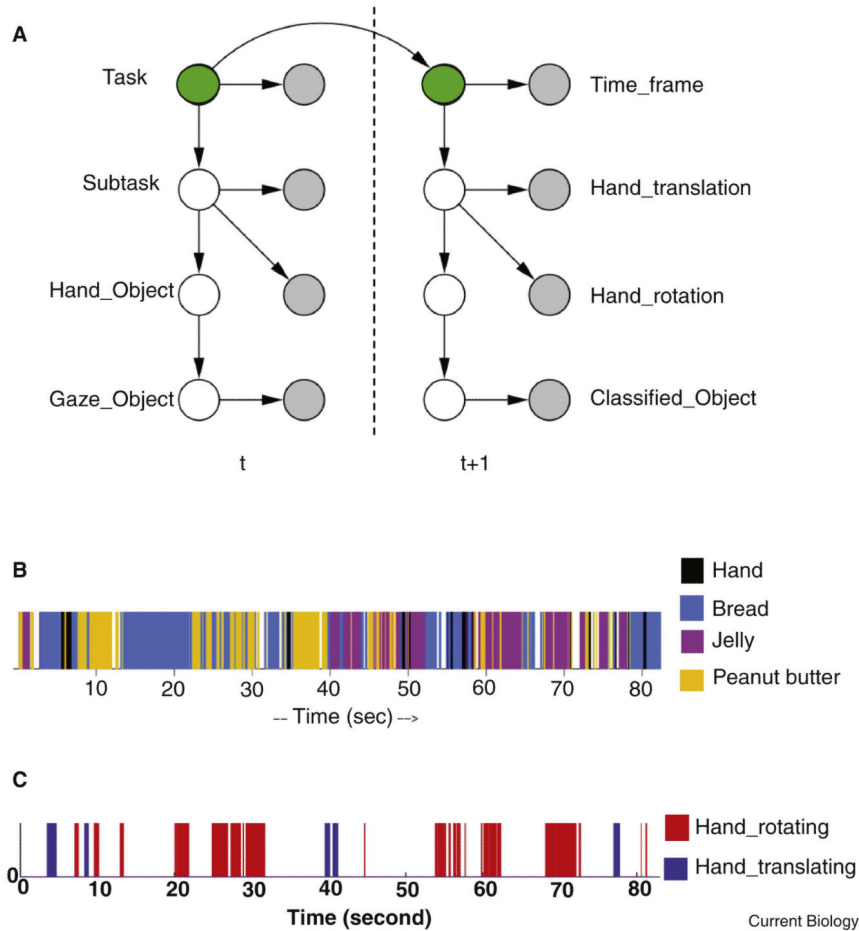 A
Task
Time_frame
Subtask
Hand_translation
Hand_Object
Hand_rotation
Gaze_Object
Classified_Object
t
t+1
B
Hand
Bread
Jelly
Peanut butter
10 20 30 40 50 60 70 80
-- Time (sec) -->
C
Hand_rotating
Hand_translating
0
0 10 20 30 40 50 60 70 80
Time (second)
Current Biology